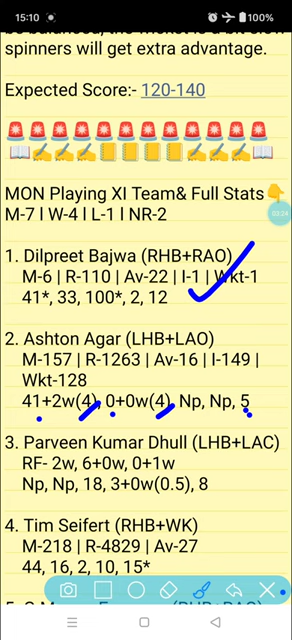 15:10
100%
spinners will get extra advantage.
Expected Score:- 120-140
MON Playing XI Team& Full Stats
M-7 I W-4 I L-1 I NR-2
03:24
1. Dilpreet Bajwa (RHB+RAO)
M-6 | R-110 | Av-22 | I-1 | Wkt-1
41*, 33, 100*, 2, 12
2. Ashton Agar (LHB+LAO)
M-157 | R-1263 | Av-16 | I-149 |
Wkt-128
41+2w(4), 0+0w(4), Np, Np, 5
3. Parveen Kumar Dhull (LHB+LAC)
RF- 2w, 6+0w, 0+1w
Np, Np, 18, 3+0w(0.5), 8
4. Tim Seifert (RHB+WK)
M-218 | R-4829 | Av-27
44, 16, 2, 10, 15*